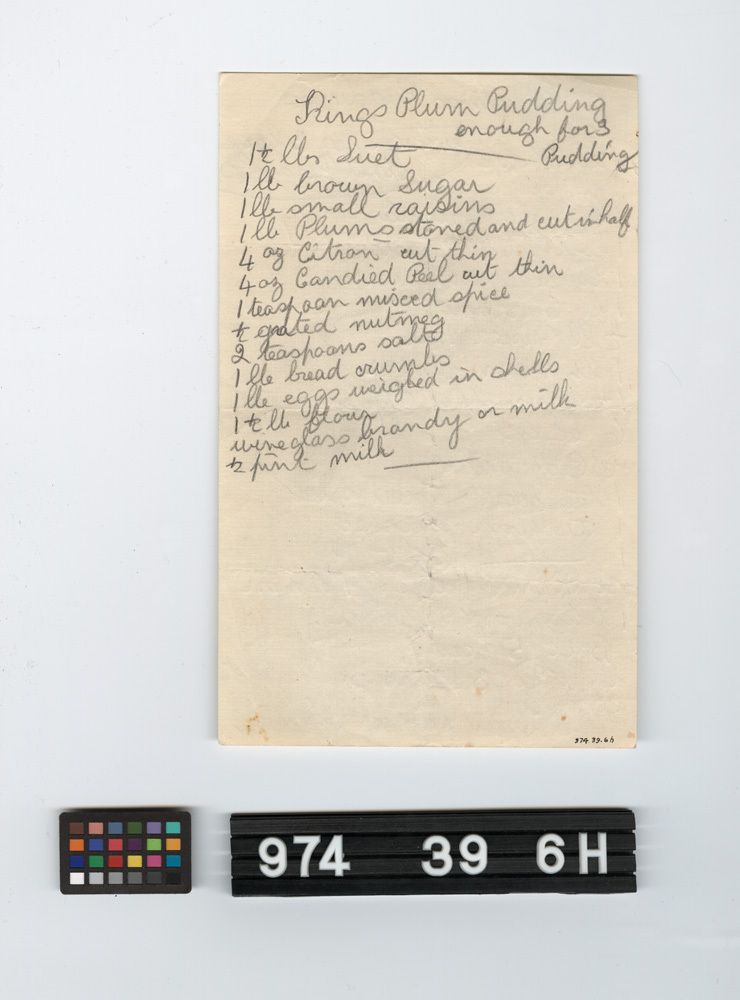 Kings Plum Pudding
enough for 3
Pudding
1½ lbs Suet
1 lb brown Sugar
1 lb small raisins
1 lb Plums stoned and cut in half
4 oz Citron cut thin
4 oz Candied Peel cut thin
1 teaspoon mixed spice
½ grated nutmeg
2 teaspoons salt
1 lb bread crumbs
1 lb eggs weighed in shells
1½ lb flour
wineglass brandy or milk
½ pint milk
974 39.6h
974 39 6H